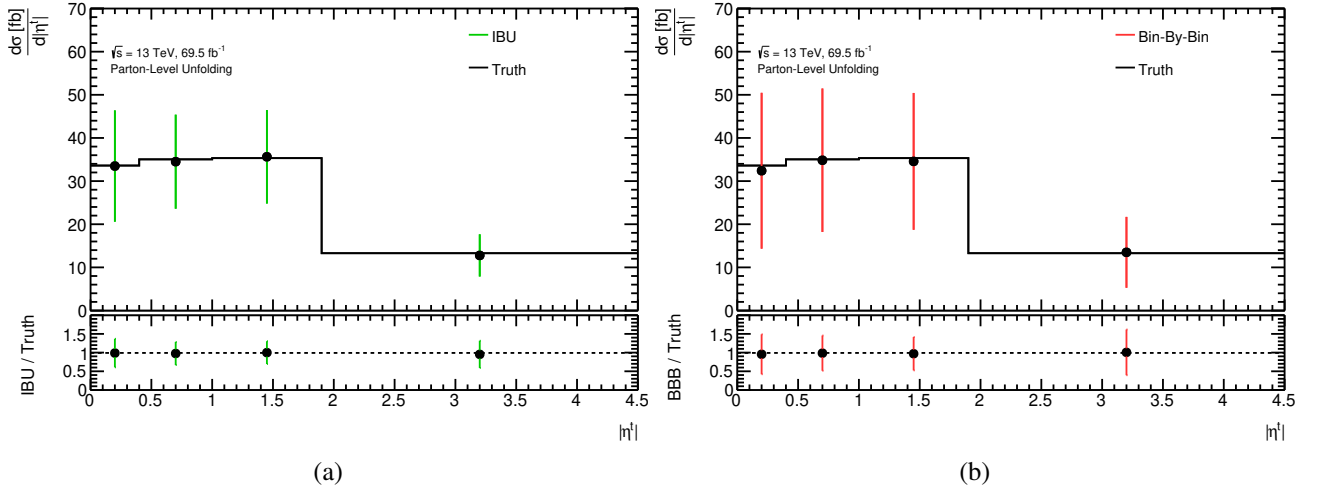 dσ [fb]
d|ηᵗ|
70
60
50
40
30
20
10
0
IBU
√s = 13 TeV, 69.5 fb⁻¹
Parton-Level Unfolding
Truth
IBU / Truth
1.5
1
0.5
0
0 0.5 1 1.5 2 2.5 3 3.5 4 4.5
|ηᵗ|
(a)
dσ [fb]
d|ηᵗ|
70
60
50
40
30
20
10
0
Bin-By-Bin
√s = 13 TeV, 69.5 fb⁻¹
Parton-Level Unfolding
Truth
BBB / Truth
1.5
1
0.5
0
0 0.5 1 1.5 2 2.5 3 3.5 4 4.5
|ηᵗ|
(b)